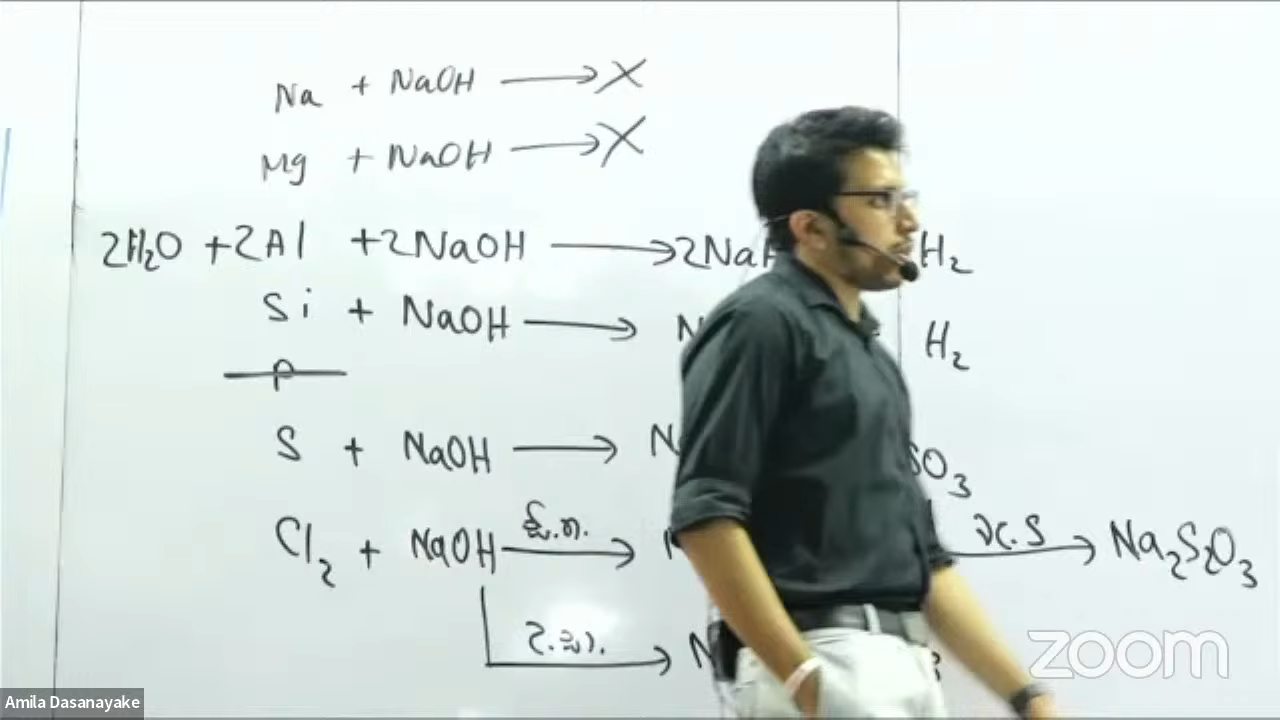 Na + NaOH ⟶ X
Mg + NaOH ⟶ X
2H₂O + 2Al + 2NaOH ⟶ 2NaA H₂
Si + NaOH ⟶ N H₂
P
S + NaOH ⟶ N SO₃
Cl₂ + NaOH ⟶ N ⟶ Na₂S₂O₃
⟶ N 3
zoom
Amila Dasanayake